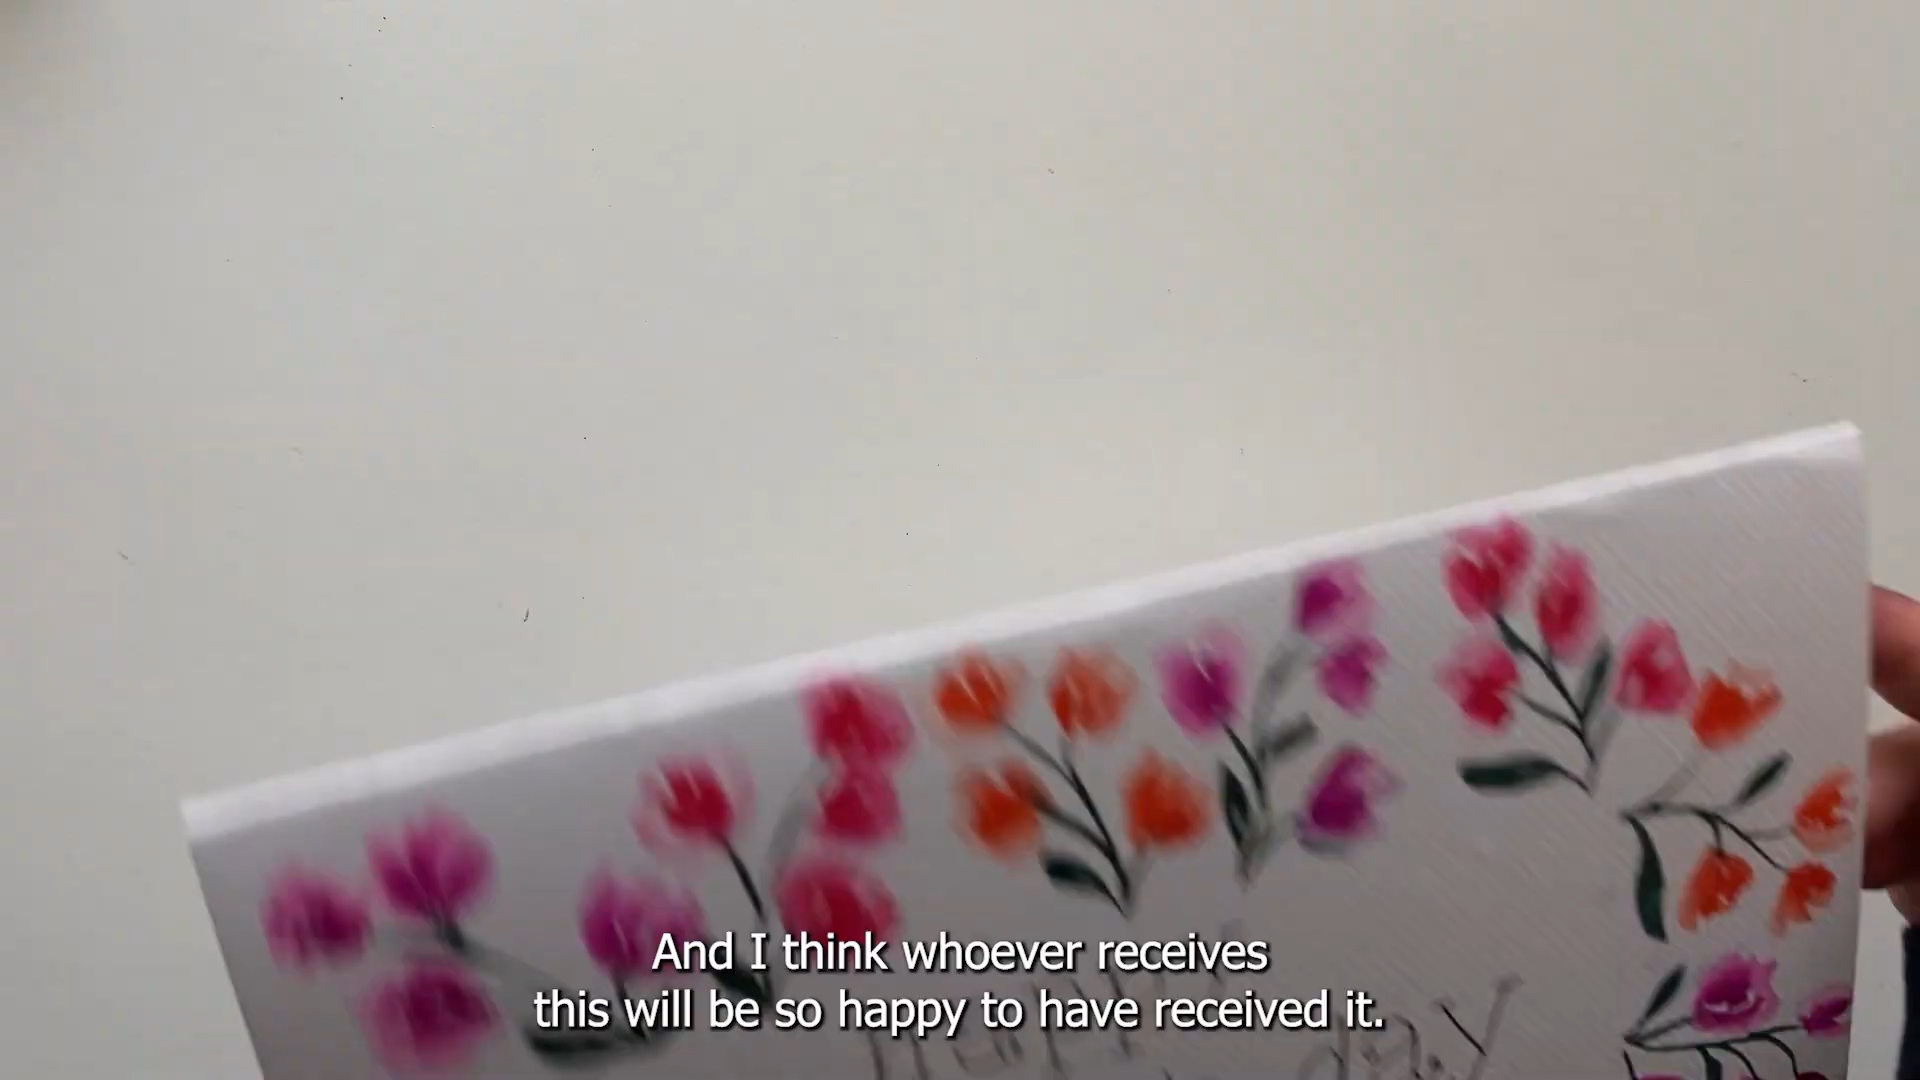 And I think whoever receives
this will be so happy to have received it.